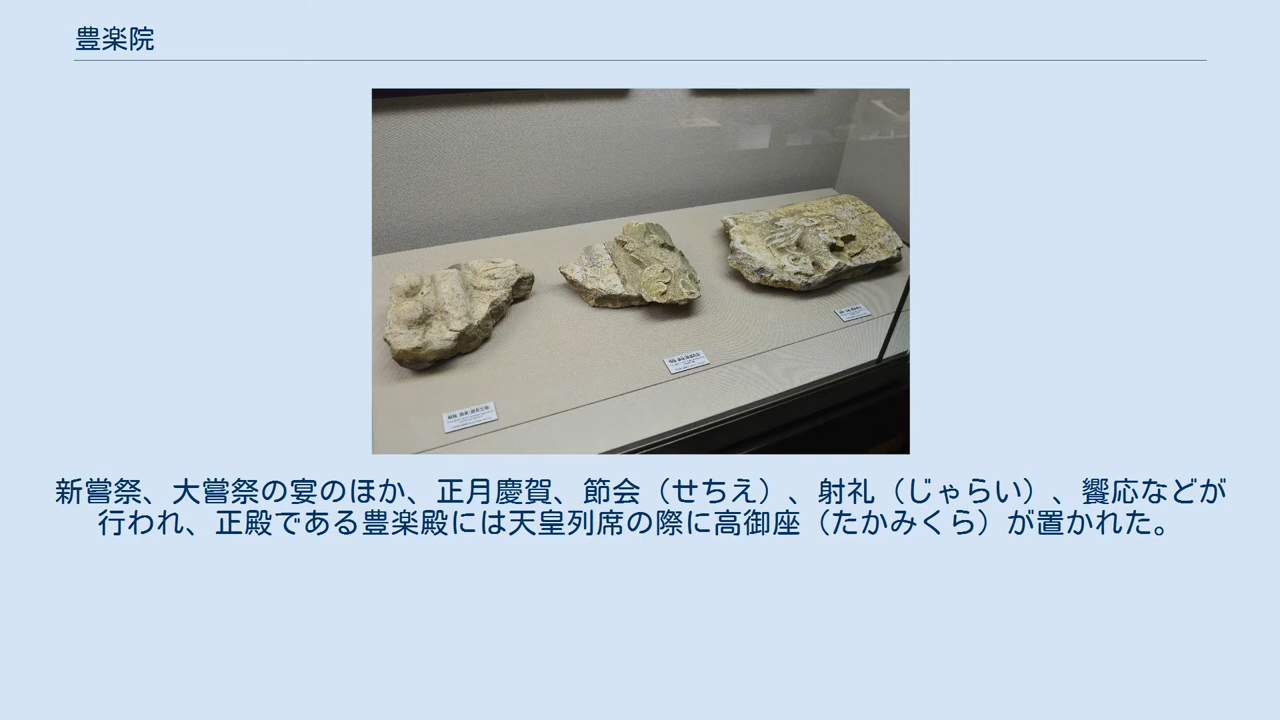 豊楽院
新嘗祭、大嘗祭の宴のほか、正月慶賀、節会（せちえ）、射礼（じゃらい）、饗応などが
行われ、正殿である豊楽殿には天皇列席の際に高御座（たかみくら）が置かれた。